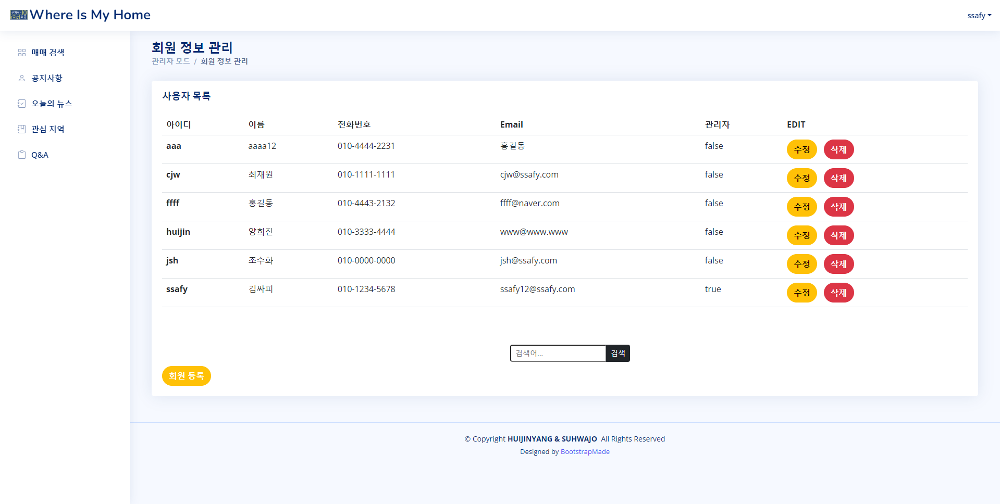 Where Is My Home
ssafy
매매 검색
공지사항
오늘의 뉴스
관심 지역
Q&A
회원 정보 관리
관리자 모드 / 회원 정보 관리
사용자 목록
아이디 이름 전화번호 Email 관리자 EDIT
aaa aaaa12 010-4444-2231 홍길동 false 수정 삭제
cjw 최재원 010-1111-1111 cjw@ssafy.com false 수정 삭제
ffff 홍길동 010-4443-2132 ffff@naver.com false 수정 삭제
huijin 양희진 010-3333-4444 www@www.www false 수정 삭제
jsh 조수화 010-0000-0000 jsh@ssafy.com false 수정 삭제
ssafy 김싸피 010-1234-5678 ssafy12@ssafy.com true 수정 삭제
검색어... 검색
회원 등록
© Copyright HUIJINYANG & SUHWAJO All Rights Reserved
Designed by BootstrapMade